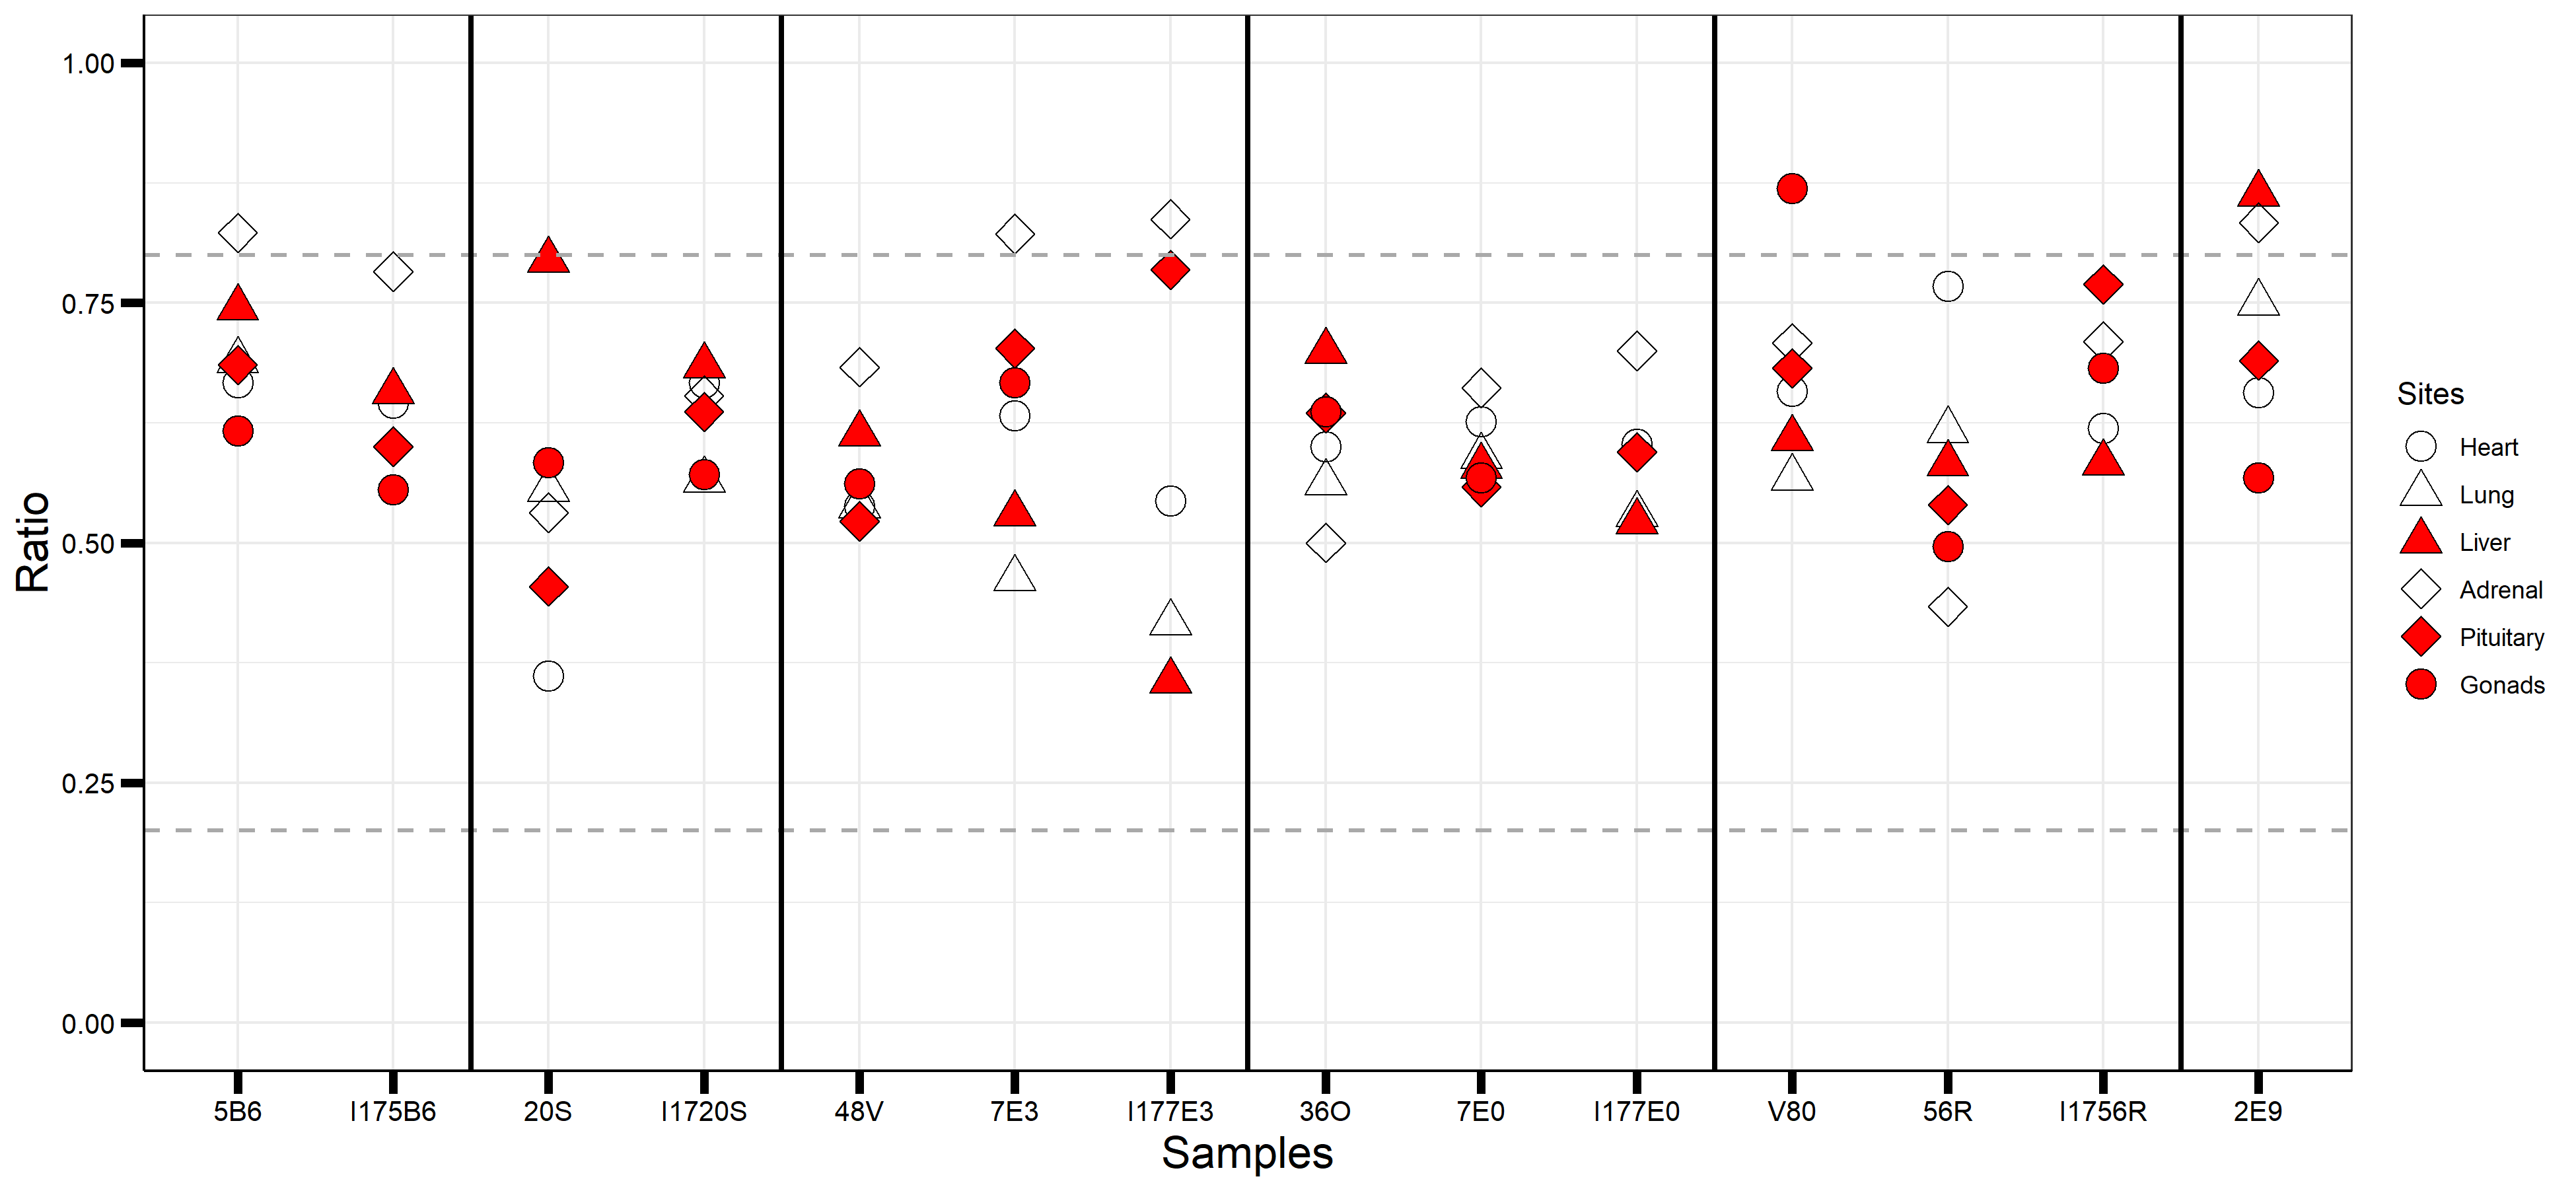 Ratio
1.00
0.75
0.50
0.25
0.00
5B6 I175B6 20S I1720S 48V 7E3 I177E3 36O 7E0 I177E0 V80 56R I1756R 2E9
Samples
Sites
Heart
Lung
Liver
Adrenal
Pituitary
Gonads